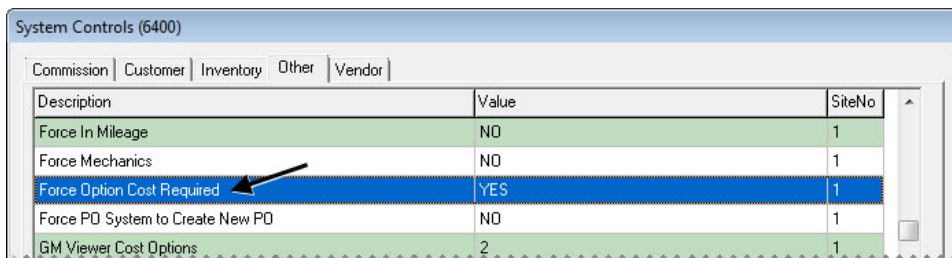 System Controls (6400)
Commission Customer Inventory Other Vendor
Description Value SiteNo
Force In Mileage NO 1
Force Mechanics NO 1
Force Option Cost Required YES 1
Force PO System to Create New PO NO 1
GM Viewer Cost Options 2 1